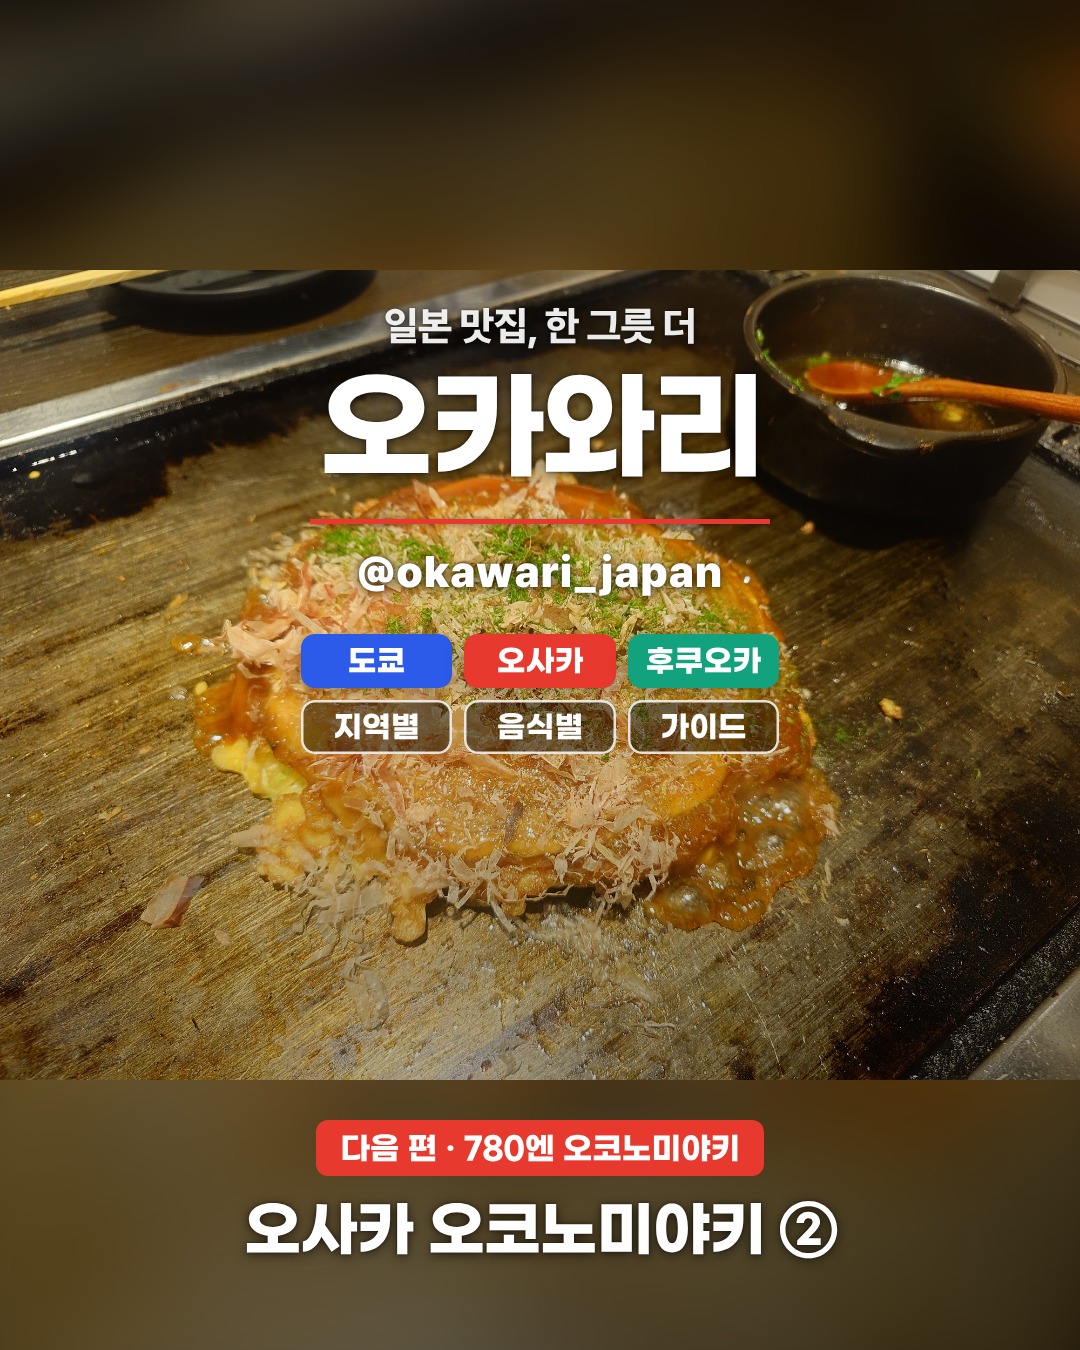 일본 맛집, 한 그릇 더
오카와리
@okawari_japan
도쿄 오사카 후쿠오카
지역별 음식별 가이드
다음 편 · 780엔 오코노미야키
오사카 오코노미야키 ②